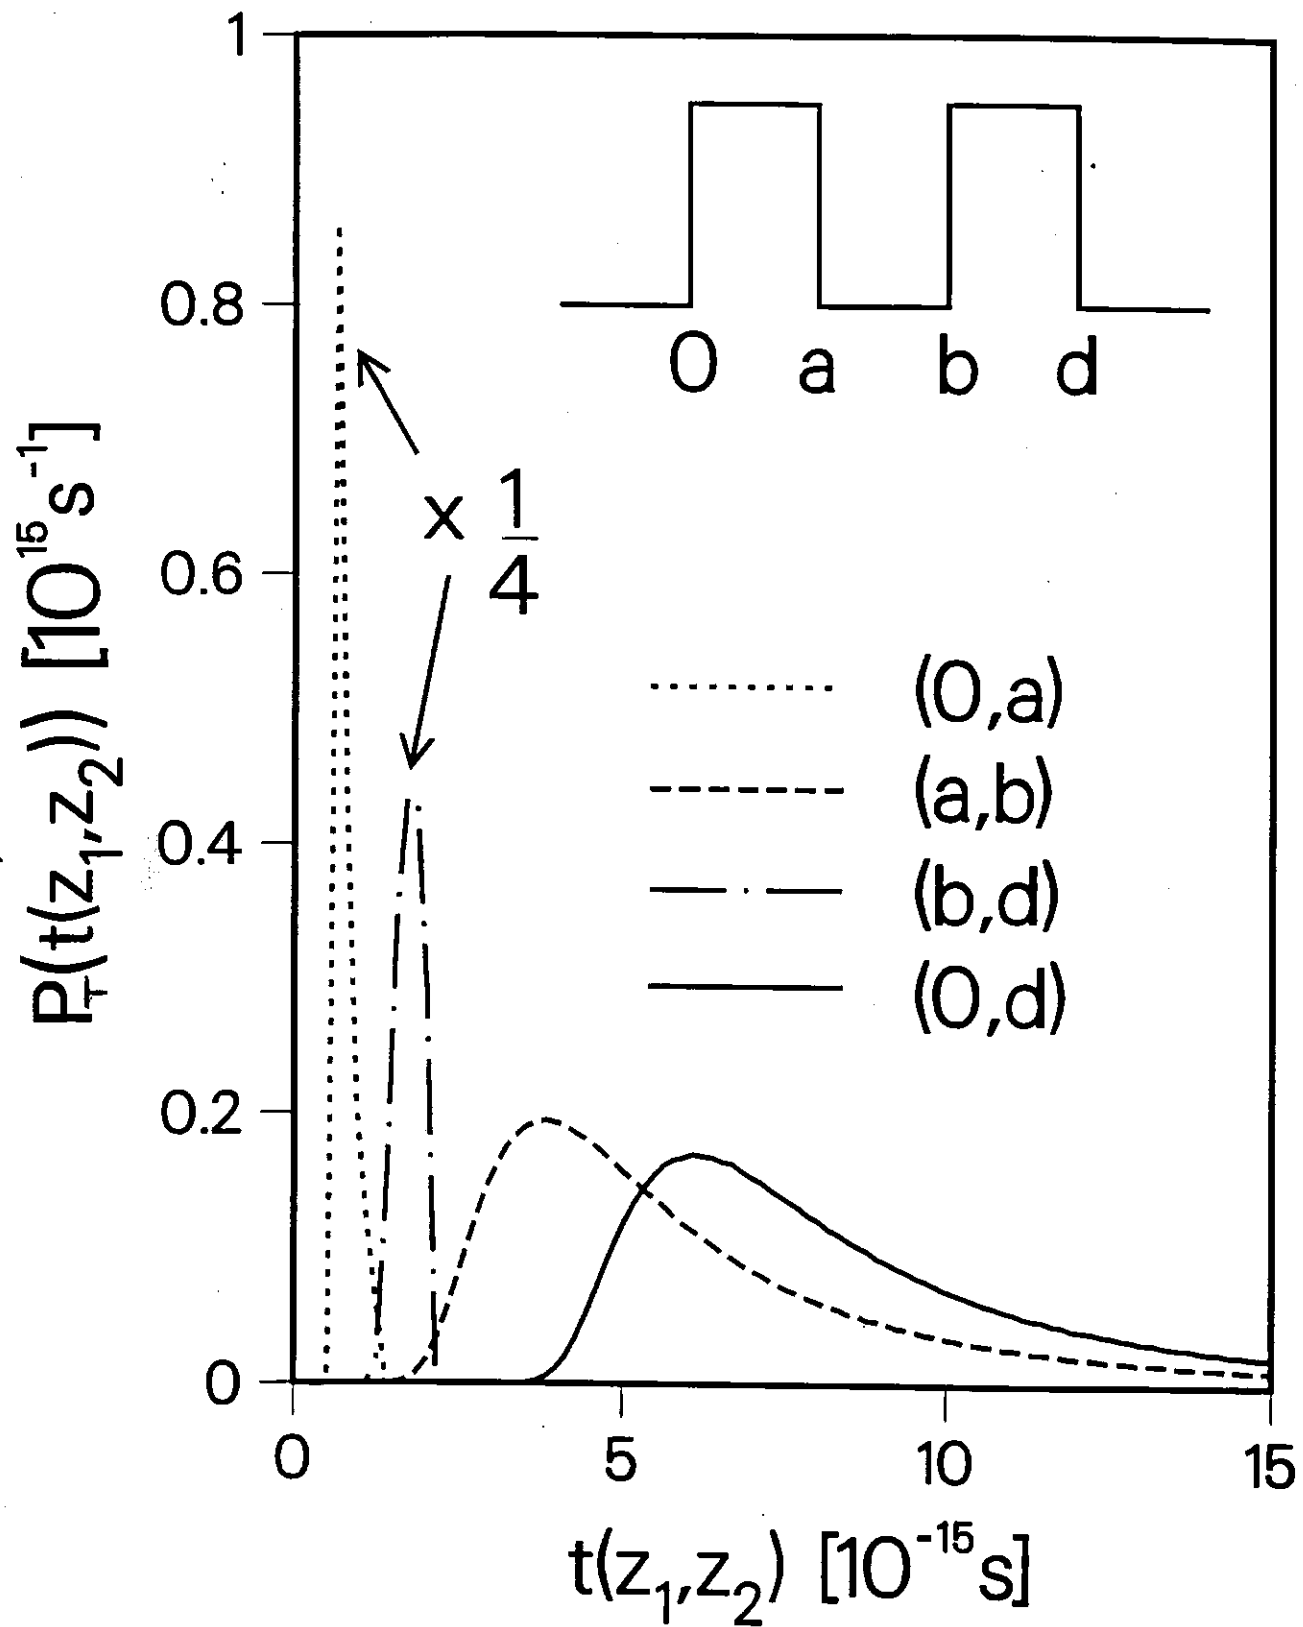 1
0.8
0.6
0.4
0.2
0
P_T(t(z_1,z_2)) [10^15 s^-1]
0 a b d
x 1/4
(0,a)
(a,b)
(b,d)
(0,d)
0 5 10 15
t(z_1,z_2) [10^-15 s]